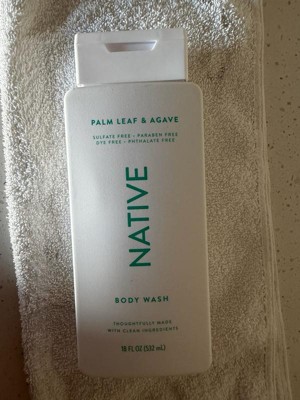 PALM LEAF & AGAVE
SULFATE FREE • PARABEN FREE
DYE FREE • PHTHALATE FREE
NATIVE
BODY WASH
THOUGHTFULLY MADE
WITH CLEAN INGREDIENTS
18 FL OZ (532 mL)